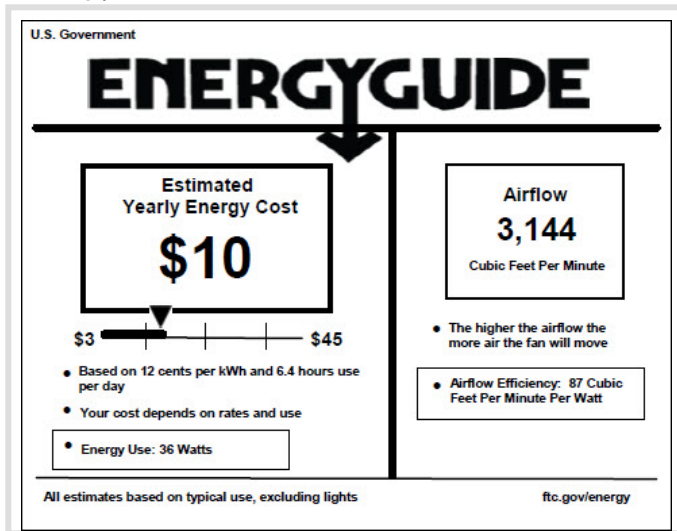 U.S. Government
ENERGYGUIDE
Estimated
Yearly Energy Cost
$10
$3
$45
• Based on 12 cents per kWh and 6.4 hours use
per day
• Your cost depends on rates and use
• Energy Use: 36 Watts
Airflow
3,144
Cubic Feet Per Minute
• The higher the airflow the
more air the fan will move
• Airflow Efficiency: 87 Cubic
Feet Per Minute Per Watt
All estimates based on typical use, excluding lights
ftc.gov/energy